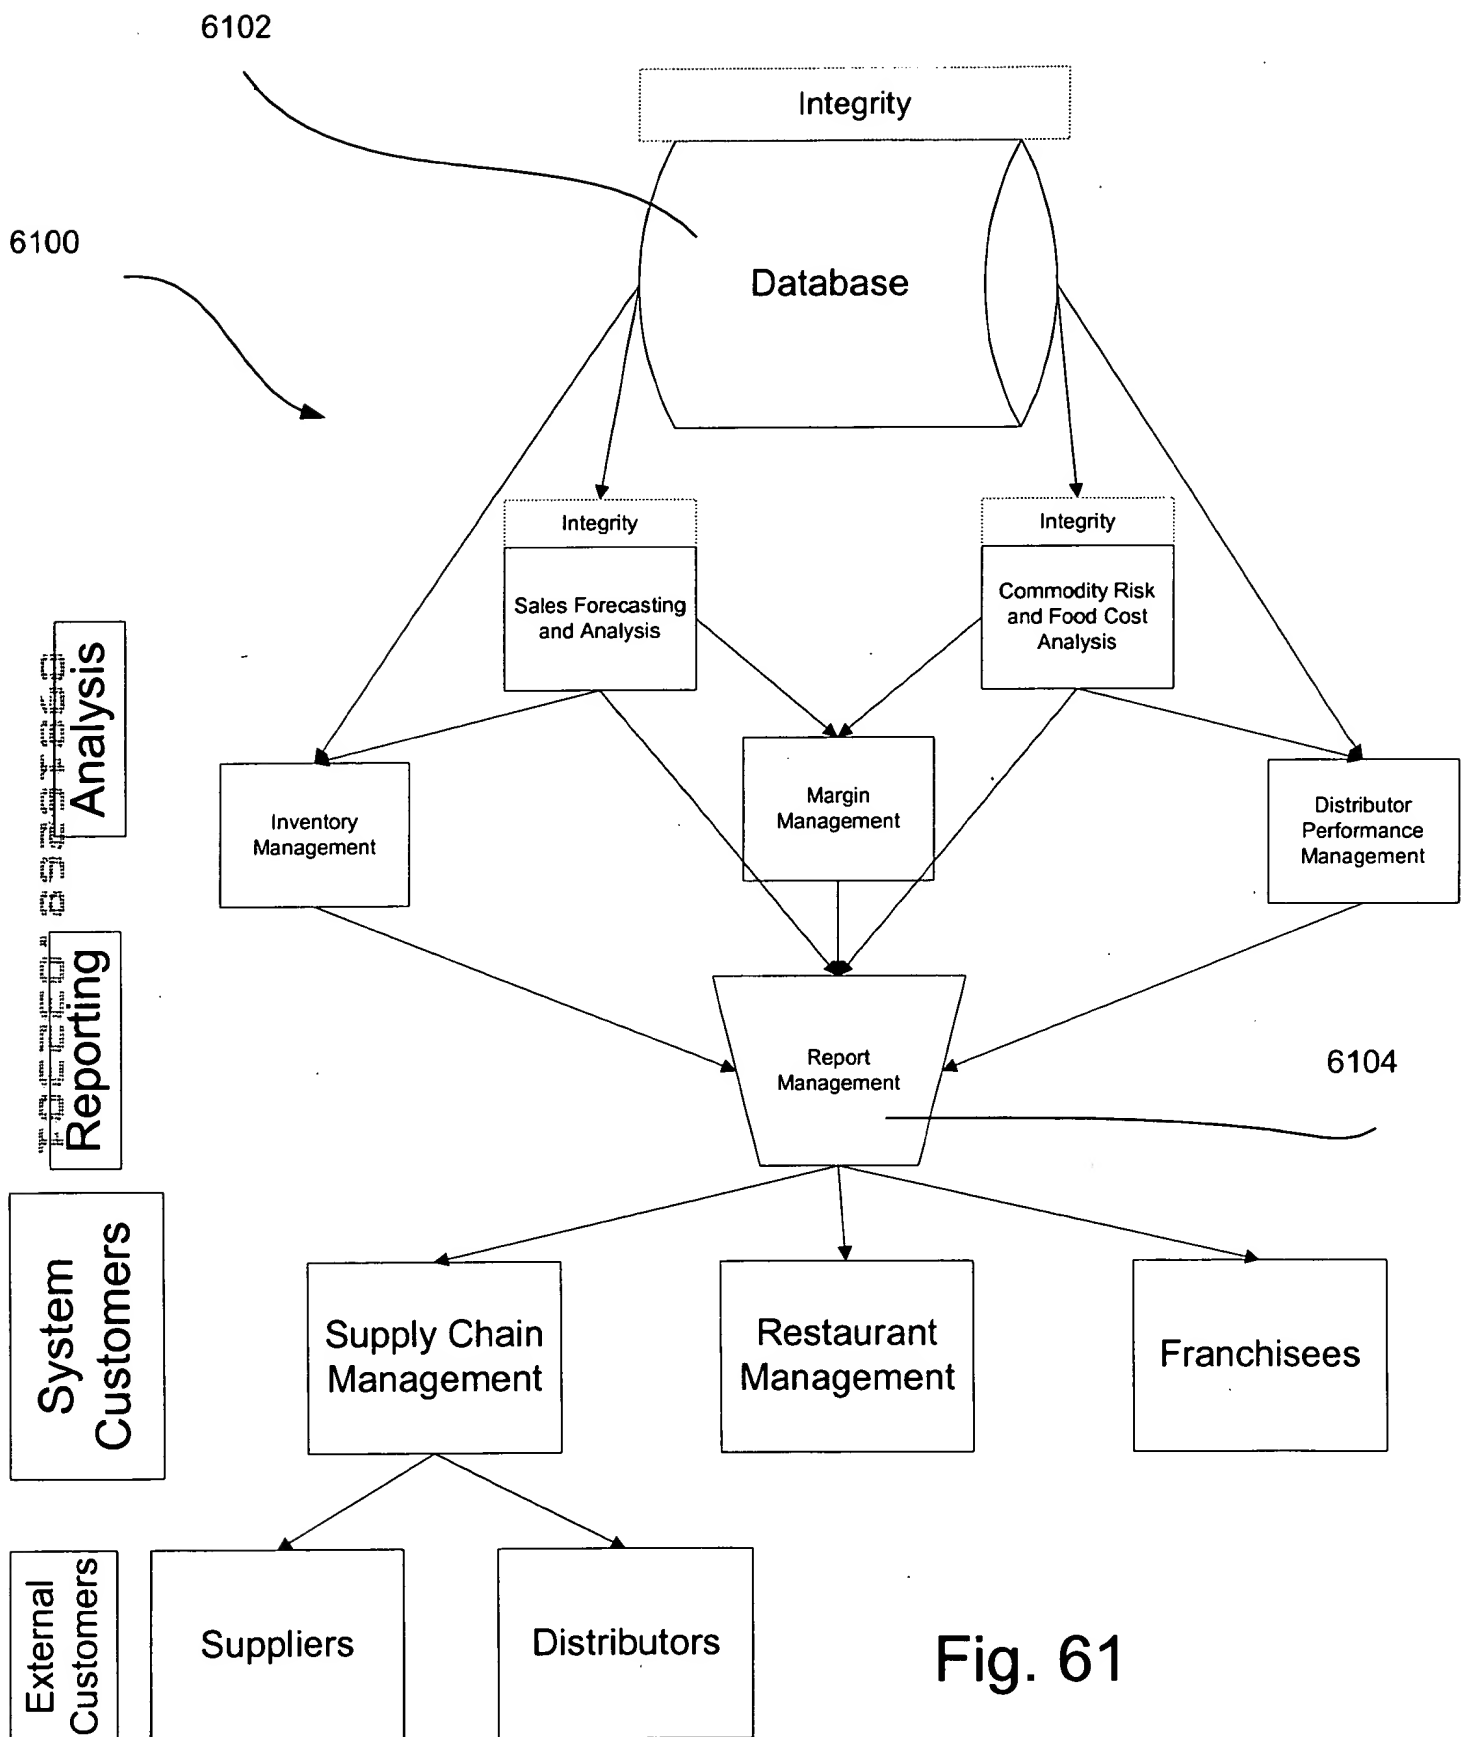 6102
Integrity
6100
Database
Integrity
Integrity
Sales Forecasting
and Analysis
Commodity Risk
and Food Cost
Analysis
Analysis
Margin
Management
Inventory
Management
Distributor
Performance
Management
Reporting
Report
Management
6104
System
Customers
Supply Chain
Management
Restaurant
Management
Franchisees
External
Customers
Suppliers
Distributors
Fig. 61